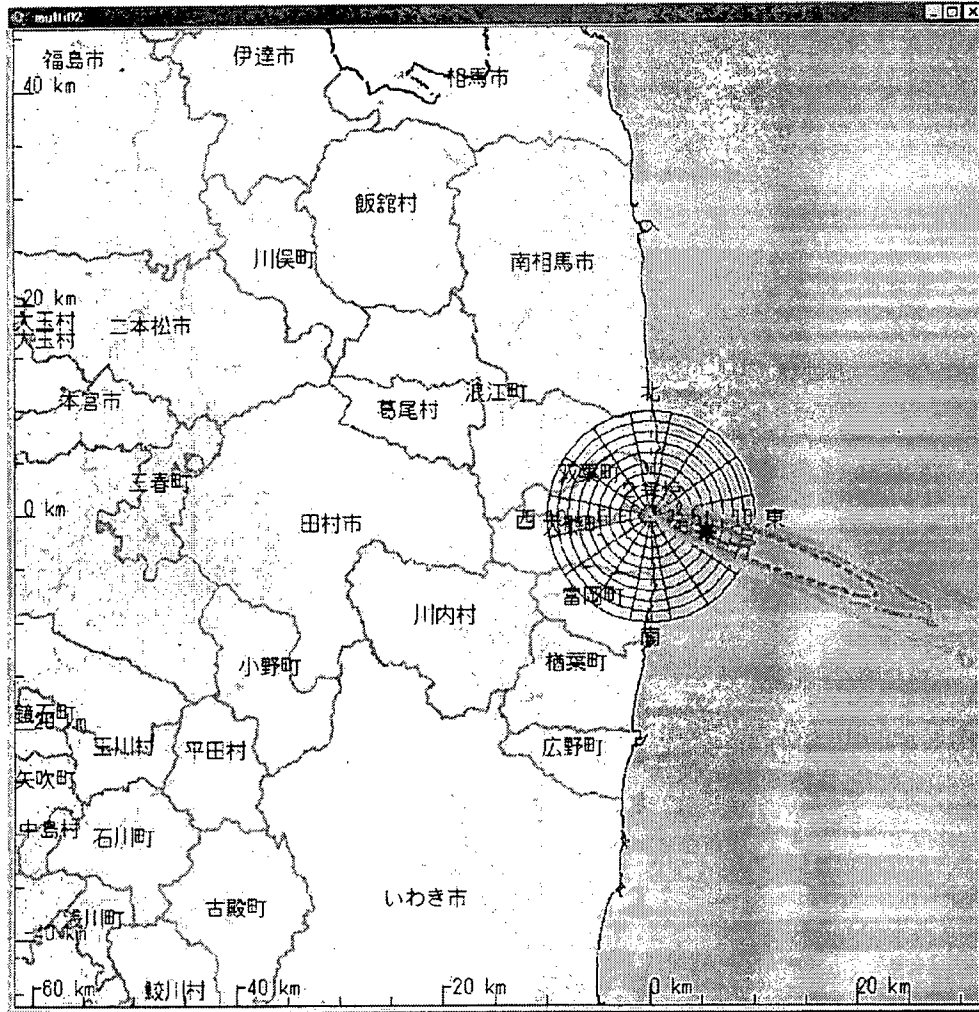 multi02
福島市
伊達市
相馬市
40 km
飯舘村
川俣町
南相馬市
20 km
大玉村
大玉村
二本松市
本宮市
葛尾村
浪江町
北
三春町
双葉町
0 km
田村市
西
東
川内村
富岡町
南
小野町
楢葉町
鏡石町
玉川村
平田村
広野町
矢吹町
中島村
石川町
浅川町
古殿町
いわき市
-40 km
鮫川村
-60 km
-40 km
-20 km
0 km
20 km